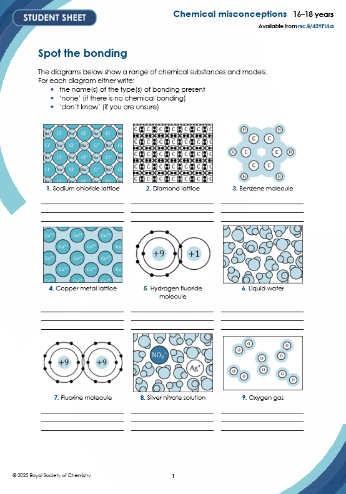 STUDENT SHEET
Chemical misconceptions 16–18 years
Spot the bonding
The diagrams below show a range of chemical substances and models.
For each diagram either write:
• the name(s) of the type(s) of bonding present
• 'none' (if there is no chemical bonding)
• 'don't know' (if you are unsure)
1. Sodium chloride lattice
2. Diamond lattice
3. Benzene molecule
4. Copper metal lattice
+9 +1
5. Hydrogen fluoride
molecule
6. Liquid water
+9 +9
7. Fluorine molecule
NO₃⁻
Ag⁺
8. Silver nitrate solution
9. Oxygen gas
© 2025 Royal Society of Chemistry
1